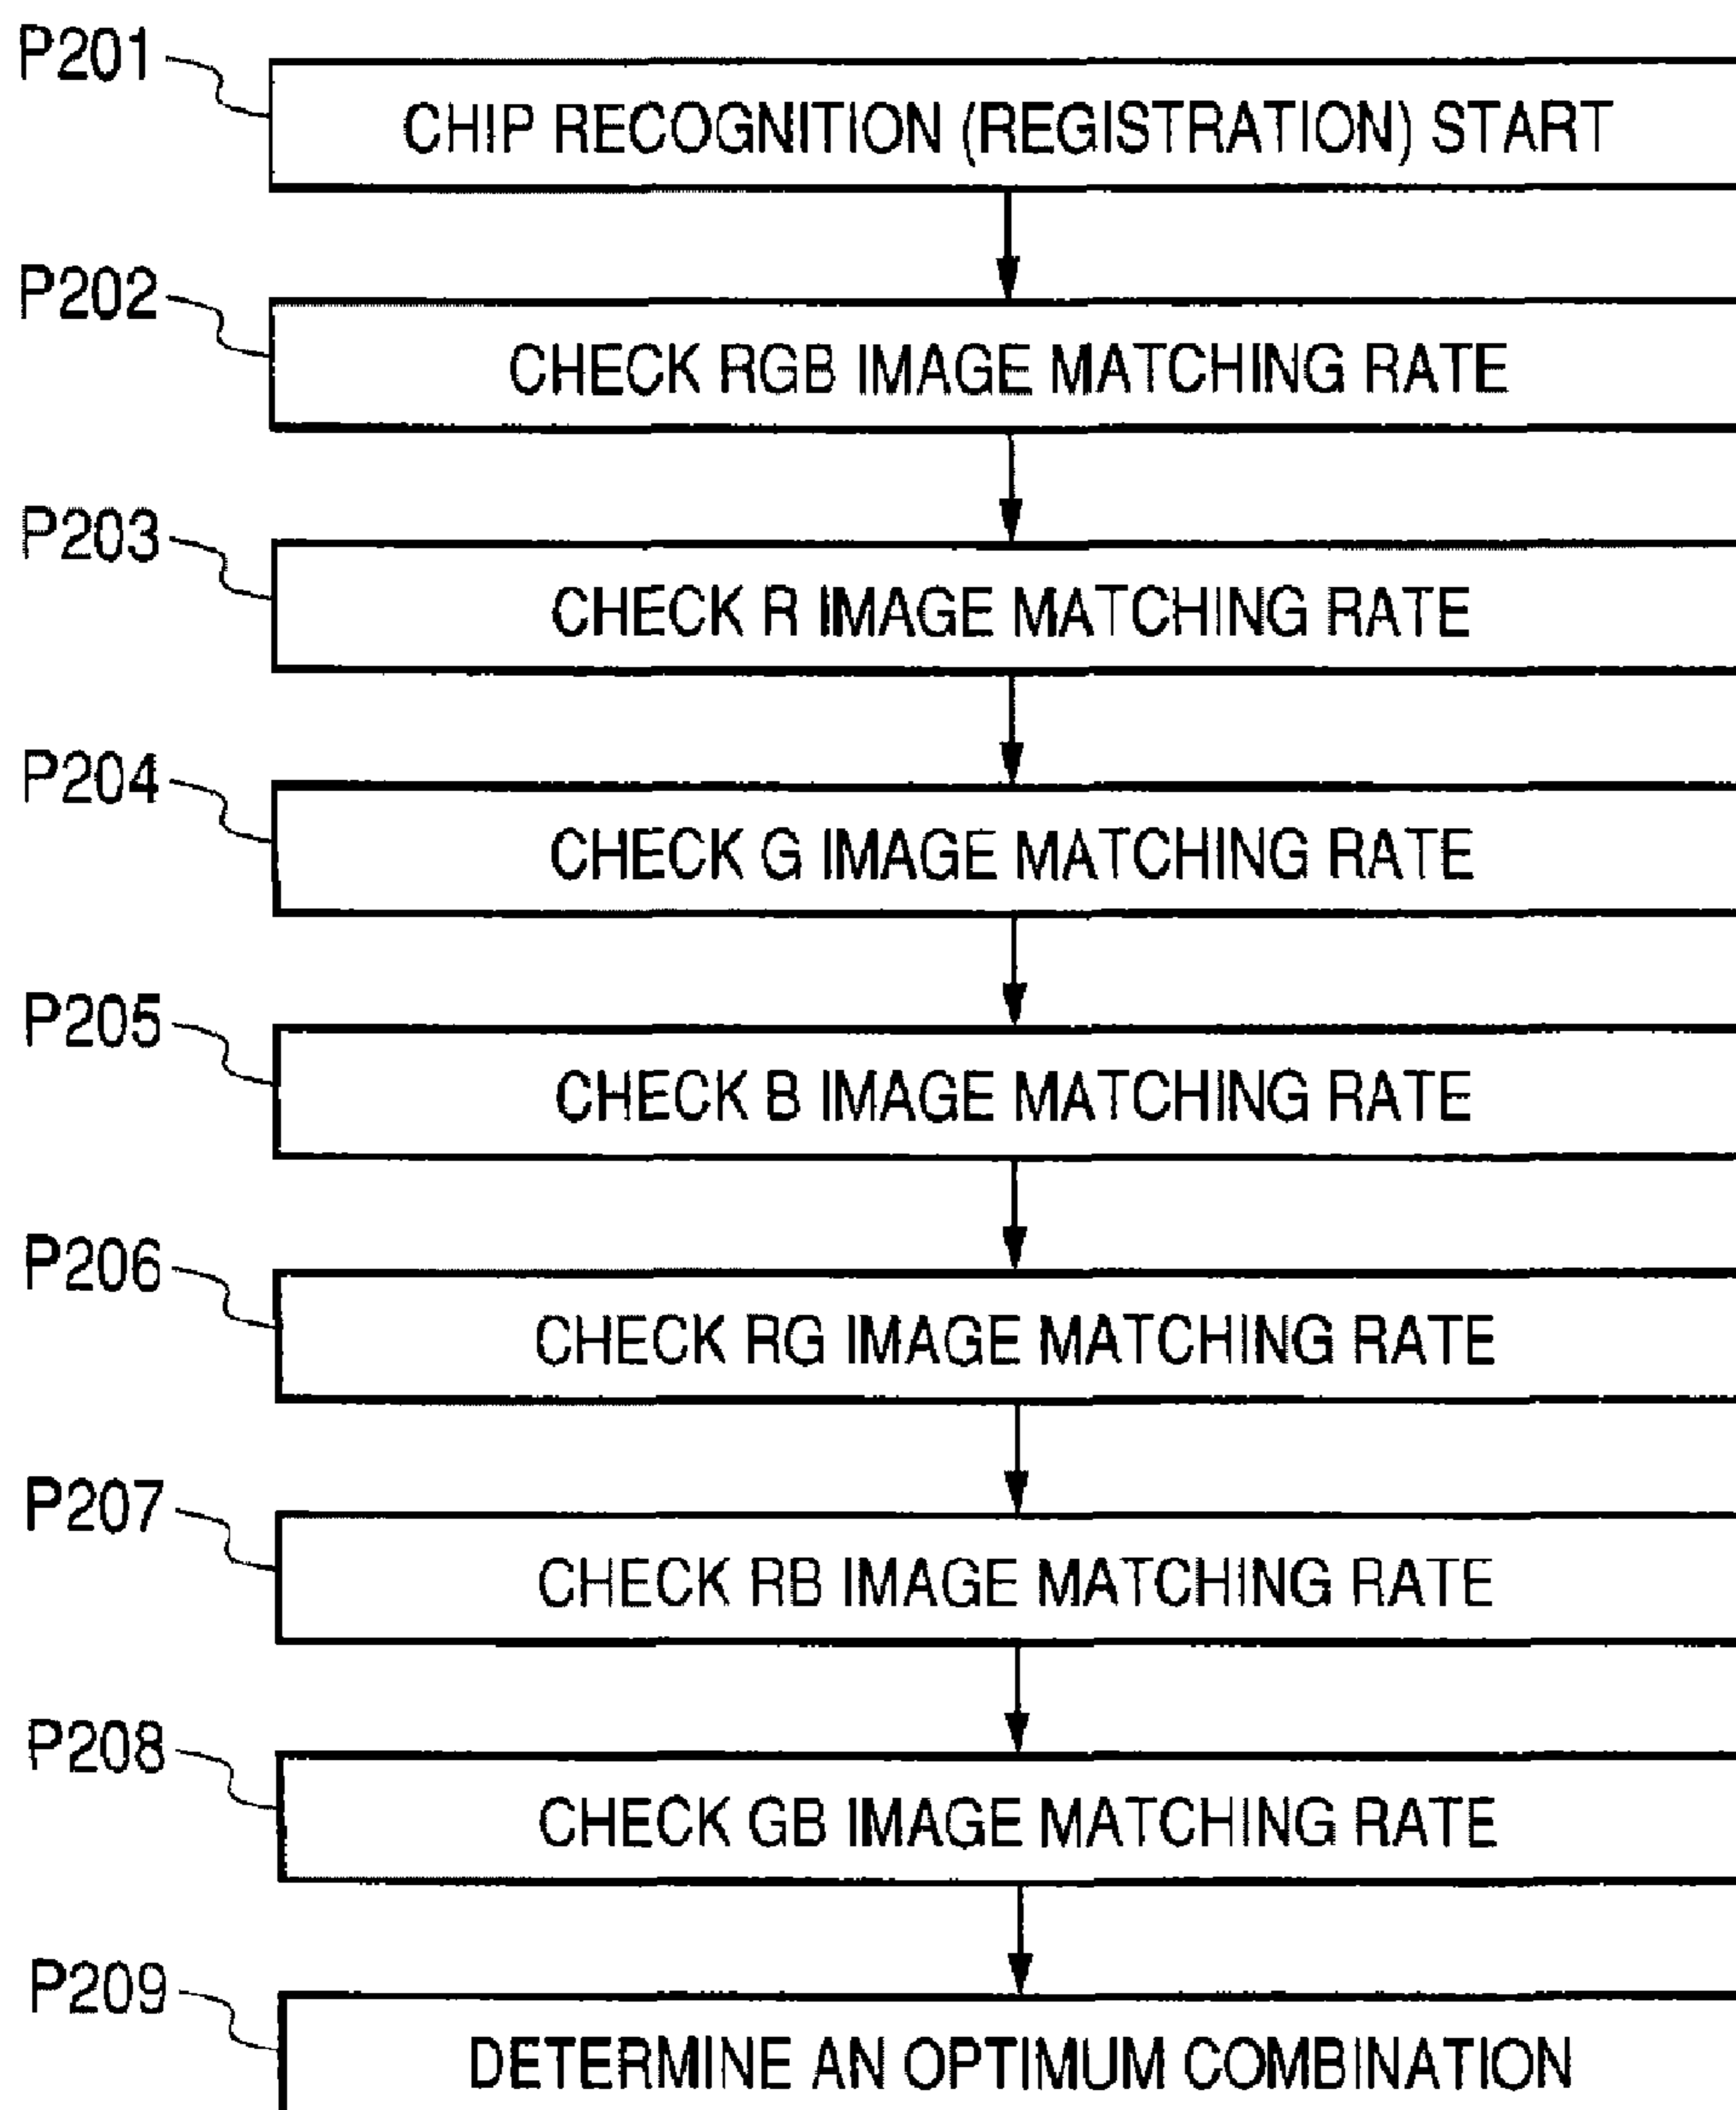 P201
CHIP RECOGNITION (REGISTRATION) START
P202
CHECK RGB IMAGE MATCHING RATE
P203
CHECK R IMAGE MATCHING RATE
P204
CHECK G IMAGE MATCHING RATE
P205
CHECK B IMAGE MATCHING RATE
P206
CHECK RG IMAGE MATCHING RATE
P207
CHECK RB IMAGE MATCHING RATE
P208
CHECK GB IMAGE MATCHING RATE
P209
DETERMINE AN OPTIMUM COMBINATION